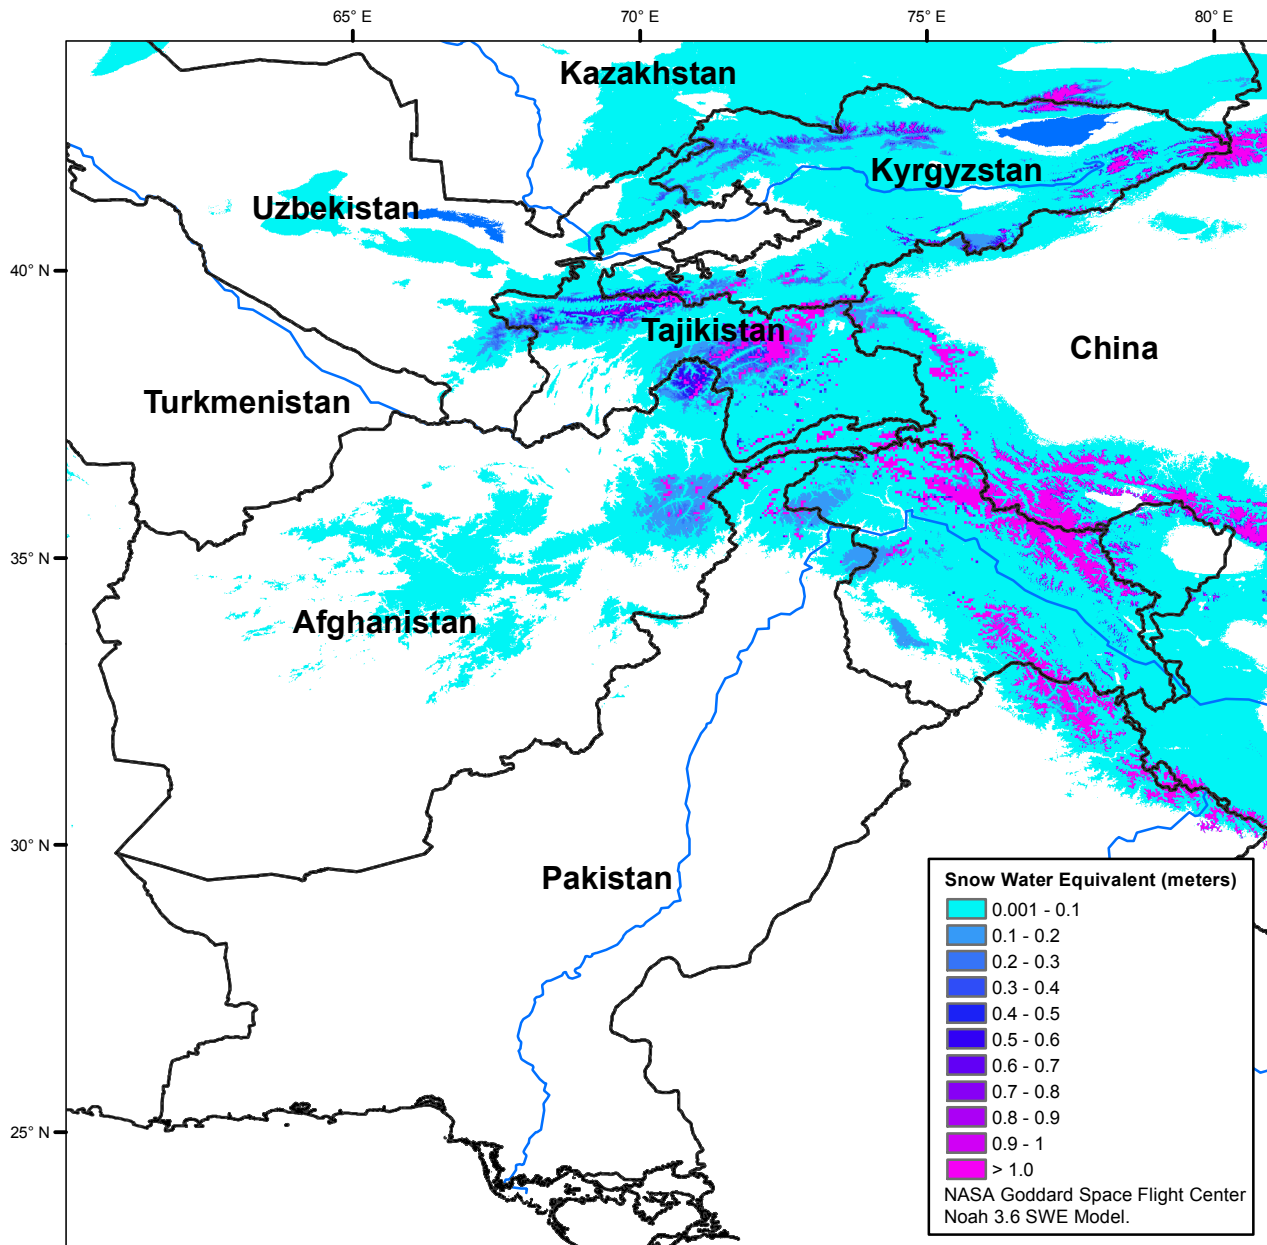 65° E
70° E
75° E
80° E
Kazakhstan
Kyrgyzstan
Uzbekistan
40° N
Tajikistan
China
Turkmenistan
35° N
Afghanistan
30° N
Pakistan
25° N
Snow Water Equivalent (meters)
0.001 - 0.1
0.1 - 0.2
0.2 - 0.3
0.3 - 0.4
0.4 - 0.5
0.5 - 0.6
0.6 - 0.7
0.7 - 0.8
0.8 - 0.9
0.9 - 1
> 1.0
NASA Goddard Space Flight Center
Noah 3.6 SWE Model.